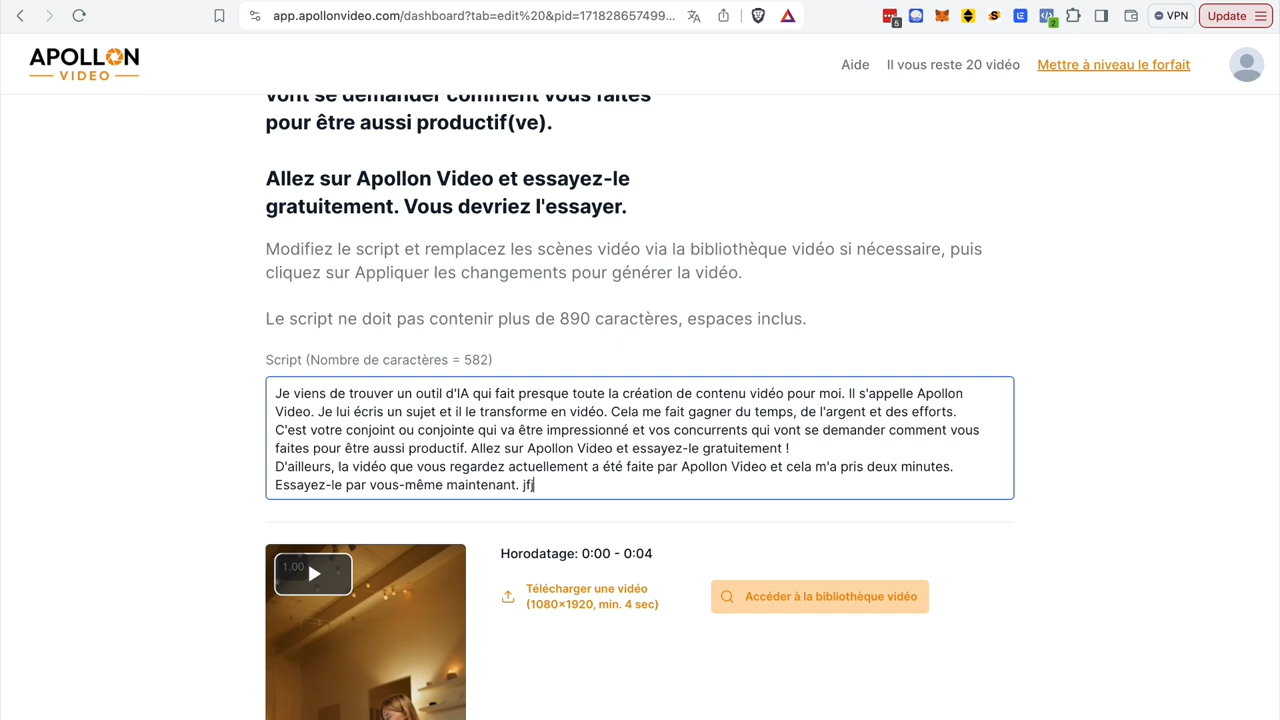 app.apollonvideo.com/dashboard?tab=edit%20&pid=171828657499...
5
2
VPN
Update
APOLLON
VIDEO
Aide
Il vous reste 20 vidéo
Mettre à niveau le forfait
vont se demander comment vous faites
pour être aussi productif(ve).
Allez sur Apollon Video et essayez-le
gratuitement. Vous devriez l'essayer.
Modifiez le script et remplacez les scènes vidéo via la bibliothèque vidéo si nécessaire, puis
cliquez sur Appliquer les changements pour générer la vidéo.
Le script ne doit pas contenir plus de 890 caractères, espaces inclus.
Script (Nombre de caractères = 582)
Je viens de trouver un outil d'IA qui fait presque toute la création de contenu vidéo pour moi. Il s'appelle Apollon
Video. Je lui écris un sujet et il le transforme en vidéo. Cela me fait gagner du temps, de l'argent et des efforts.
C'est votre conjoint ou conjointe qui va être impressionné et vos concurrents qui vont se demander comment vous
faites pour être aussi productif. Allez sur Apollon Video et essayez-le gratuitement !
D'ailleurs, la vidéo que vous regardez actuellement a été faite par Apollon Video et cela m'a pris deux minutes.
Essayez-le par vous-même maintenant. jfj
1.00
Horodatage: 0:00 - 0:04
Télécharger une vidéo
(1080x1920, min. 4 sec)
Accéder à la bibliothèque vidéo